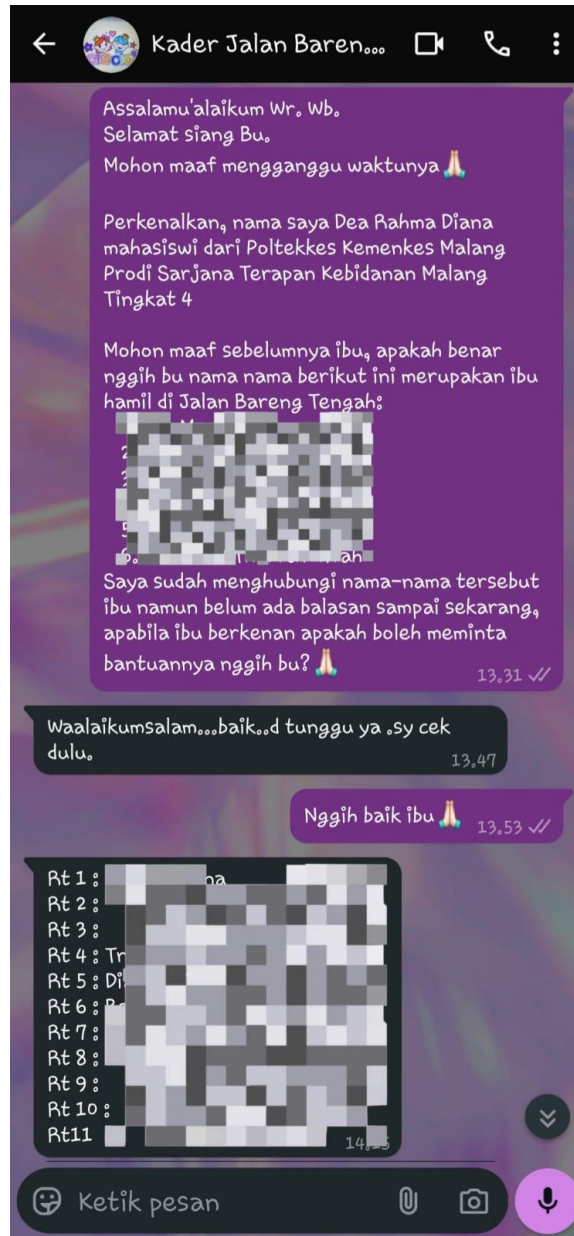 Kader Jalan Baren...
Assalamu'alaikum Wr. Wb.
Selamat siang Bu.
Mohon maaf mengganggu waktunya🙏🏻
Perkenalkan, nama saya Dea Rahma Diana
mahasiswi dari Poltekkes Kemenkes Malang
Prodi Sarjana Terapan Kebidanan Malang
Tingkat 4
Mohon maaf sebelumnya ibu, apakah benar
nggih bu nama nama berikut ini merupakan ibu
hamil di Jalan Bareng Tengah:
Saya sudah menghubungi nama-nama tersebut
ibu namun belum ada balasan sampai sekarang,
apabila ibu berkenan apakah boleh meminta
bantuannya nggih bu?🙏🏻
13.31
Waalaikumsalam...baik..d tunggu ya .sy cek
dulu.
13.47
Nggih baik ibu🙏🏻
13.53
Rt 1 :
Rt 2 :
Rt 3 :
Rt 4 :
Rt 5 :
Rt 6 :
Rt 7 :
Rt 8 :
Rt 9 :
Rt 10 :
Rt11
Ketik pesan